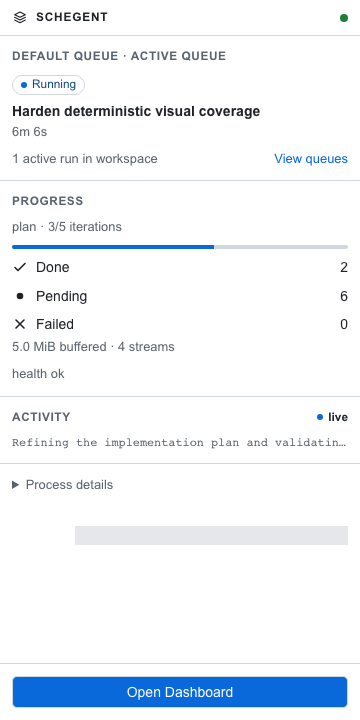 SCHEGENT
DEFAULT QUEUE · ACTIVE QUEUE
Running
Harden deterministic visual coverage
6m 6s
1 active run in workspace View queues
PROGRESS
plan · 3/5 iterations
Done 2
Pending 6
Failed 0
5.0 MiB buffered · 4 streams
health ok
ACTIVITY live
Refining the implementation plan and validatin…
Process details
Open Dashboard